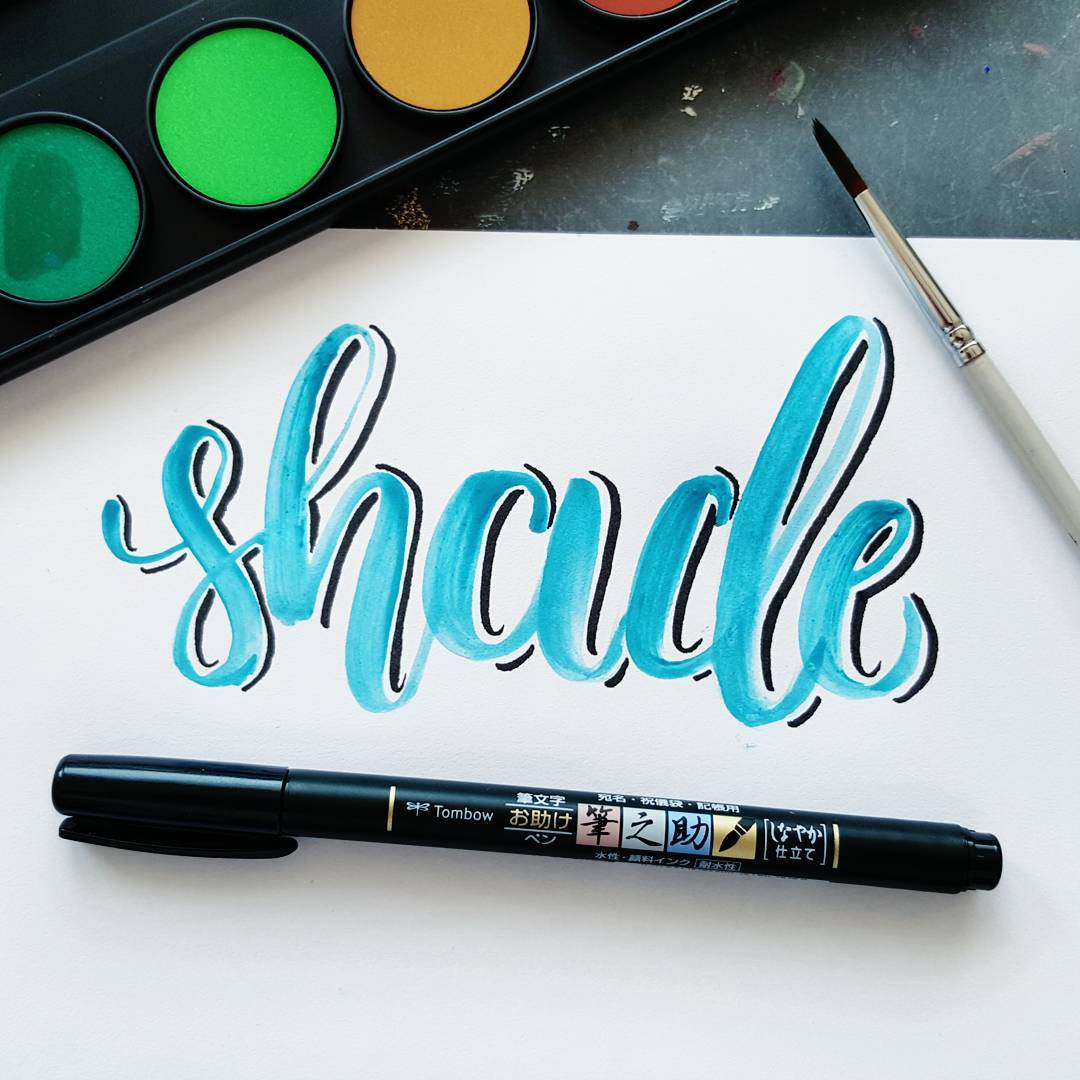 shade
Tombow
筆文字
お助け
ペン
宛名・祝儀袋・記帳用
筆之助
水性・顔料インク 耐水性
しなやか
仕立て